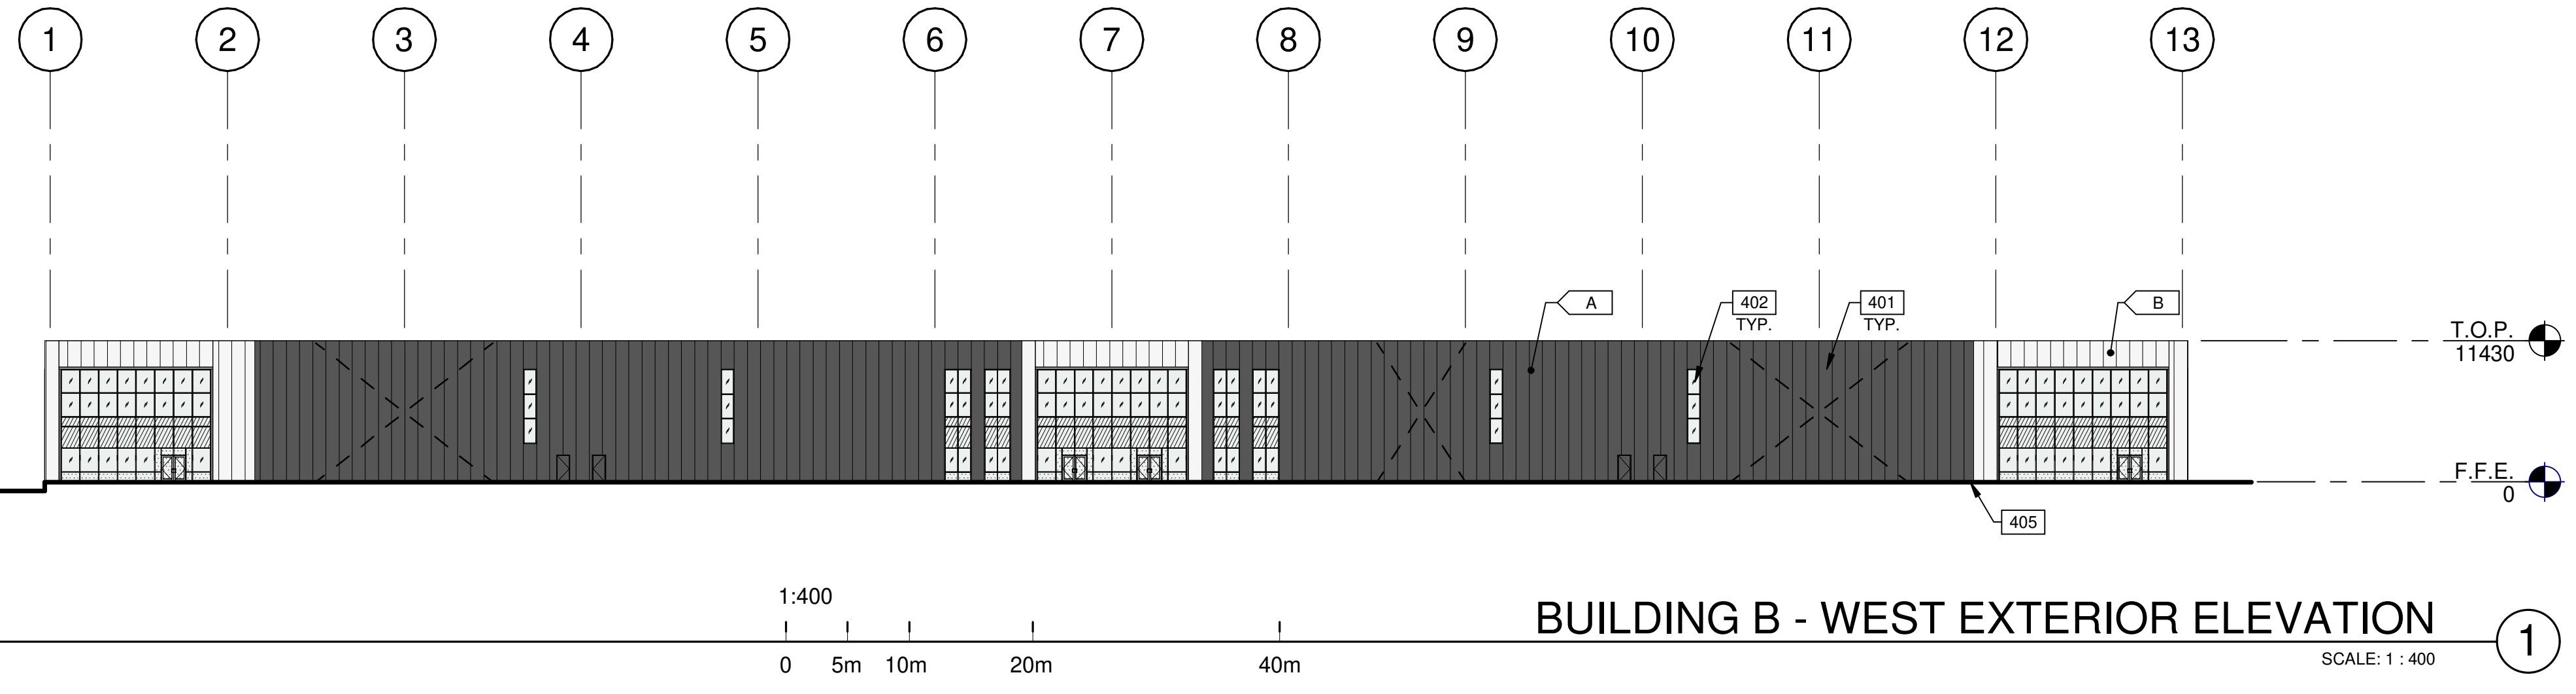 1 2 3 4 5 6 7 8 9 10 11 12 13
A 402 401 B
TYP. TYP.
T.O.P.
11430
F.F.E.
0
405
1:400
0 5m 10m 20m 40m
BUILDING B - WEST EXTERIOR ELEVATION
1
SCALE: 1 : 400